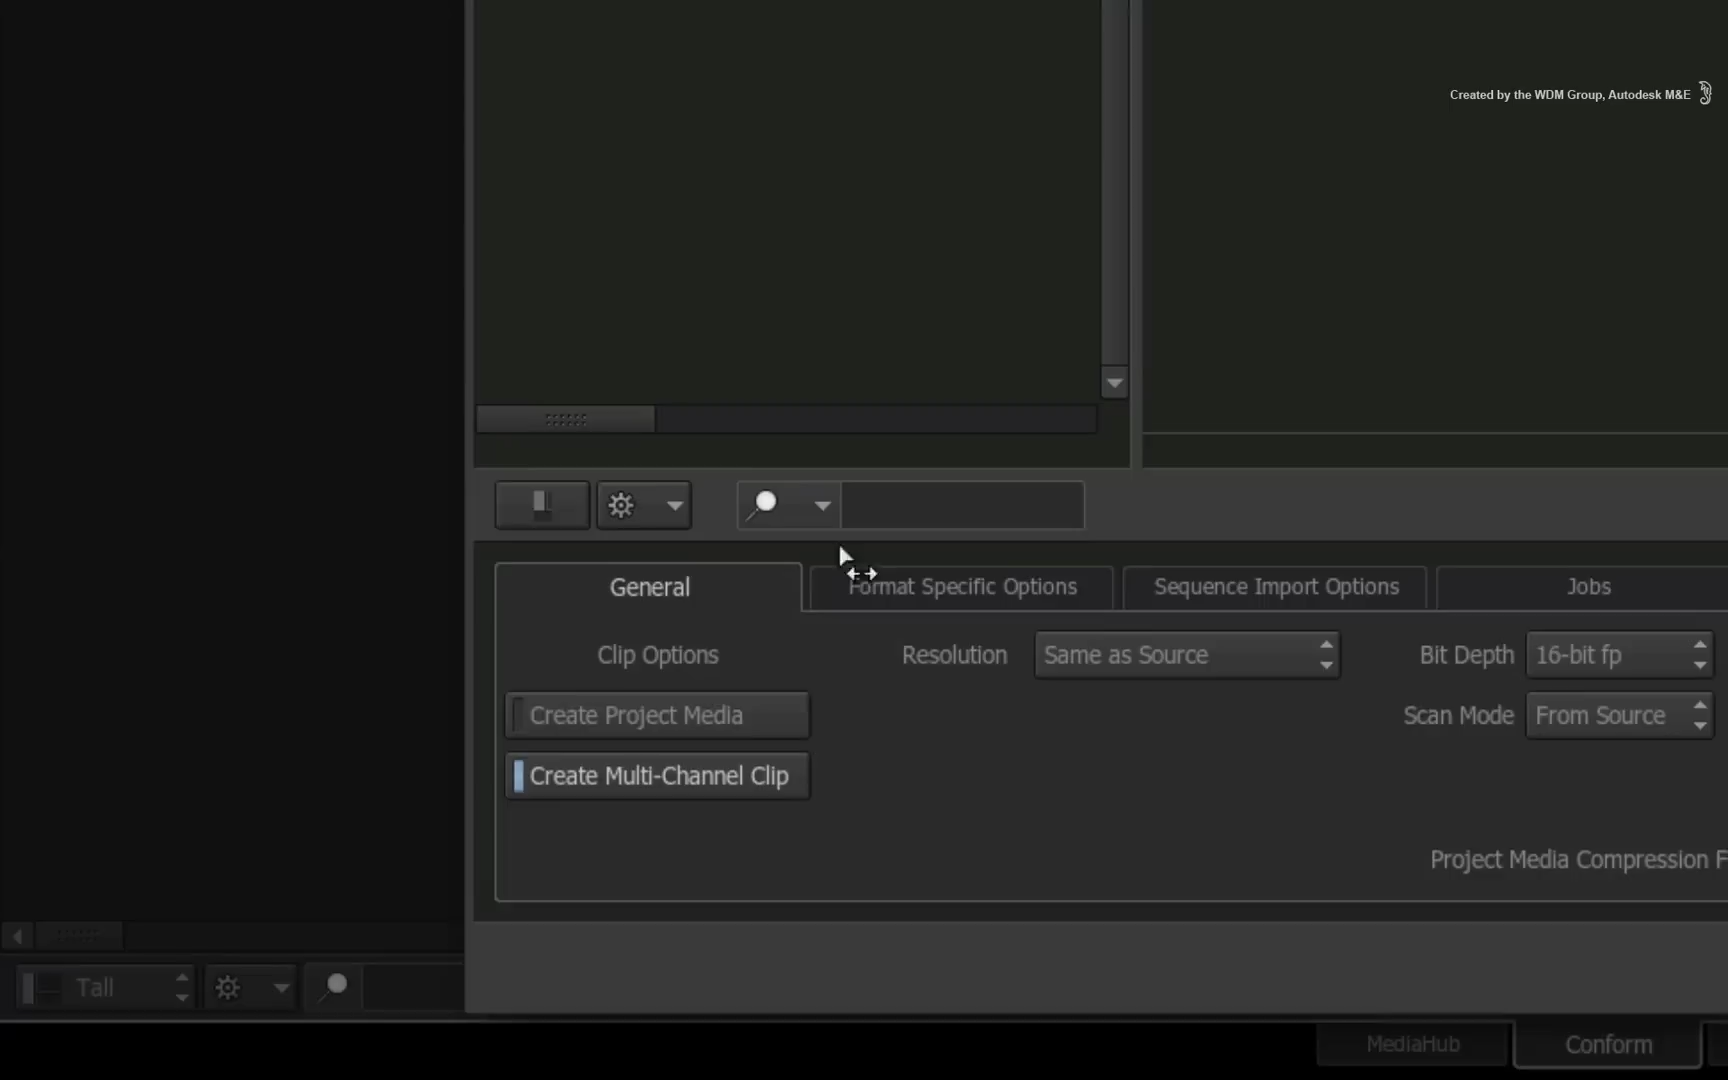 Created by the WDM Group, Autodesk M&E
General
Format Specific Options
Sequence Import Options
Jobs
Clip Options
Resolution
Same as Source
Bit Depth
16-bit fp
Create Project Media
Scan Mode
From Source
Create Multi-Channel Clip
Project Media Compression F
Tall
MediaHub
Conform